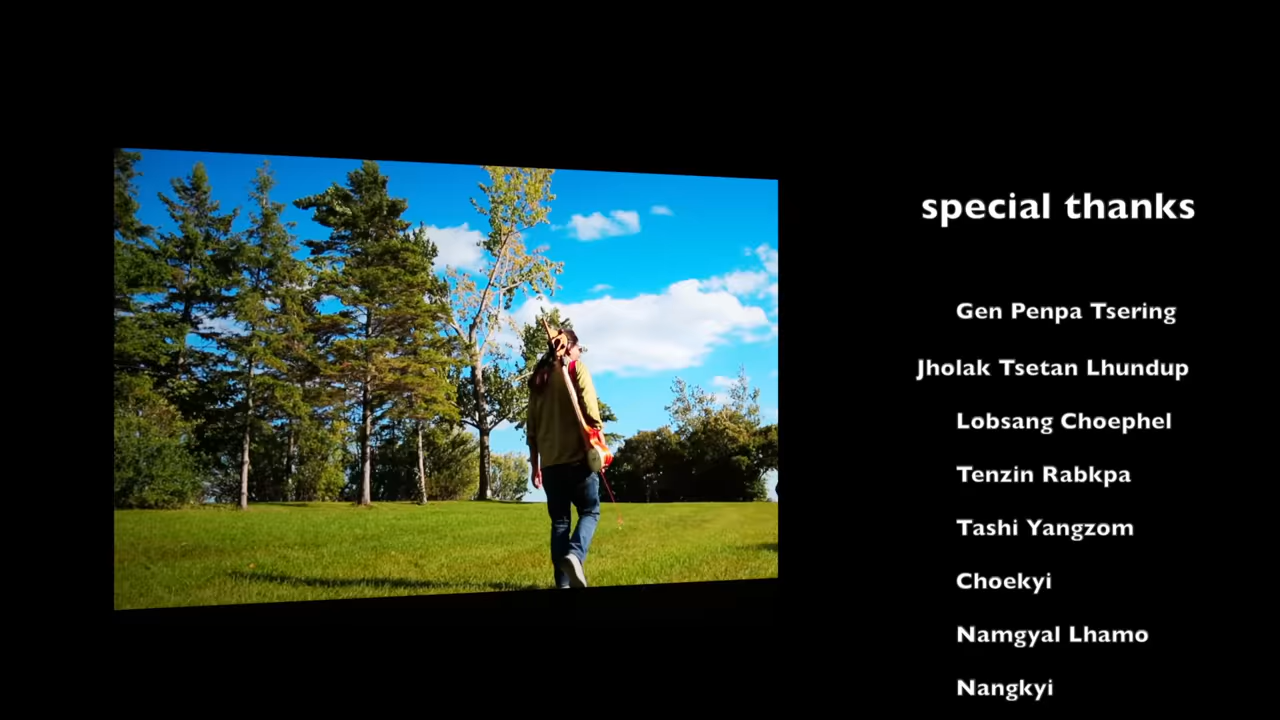 special thanks
Gen Penpa Tsering
Jholak Tsetan Lhundup
Lobsang Choephel
Tenzin Rabkpa
Tashi Yangzom
Choekyi
Namgyal Lhamo
Nangkyi